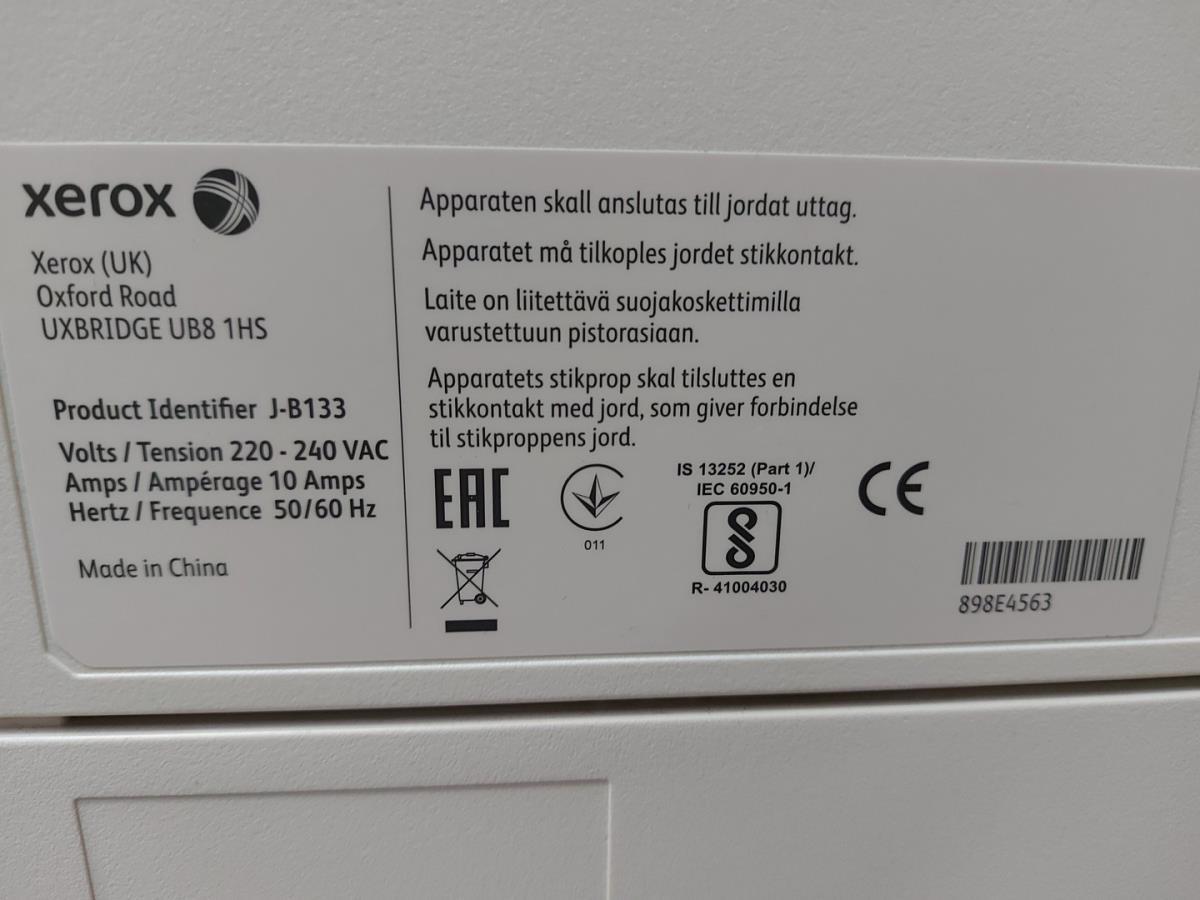 xerox
Xerox (UK)
Oxford Road
UXBRIDGE UB8 1HS
Product Identifier J-B133
Volts / Tension 220 - 240 VAC
Amps / Ampérage 10 Amps
Hertz / Frequence 50/60 Hz
Made in China
Apparaten skall anslutas till jordat uttag.
Apparatet må tilkoples jordet stikkontakt.
Laite on liitettävä suojakoskettimilla
varustettuun pistorasiaan.
Apparatets stikprop skal tilsluttes en
stikkontakt med jord, som giver forbindelse
til stikproppens jord.
EAC
011
IS 13252 (Part 1)/
IEC 60950-1
R- 41004030
CE
898E4563